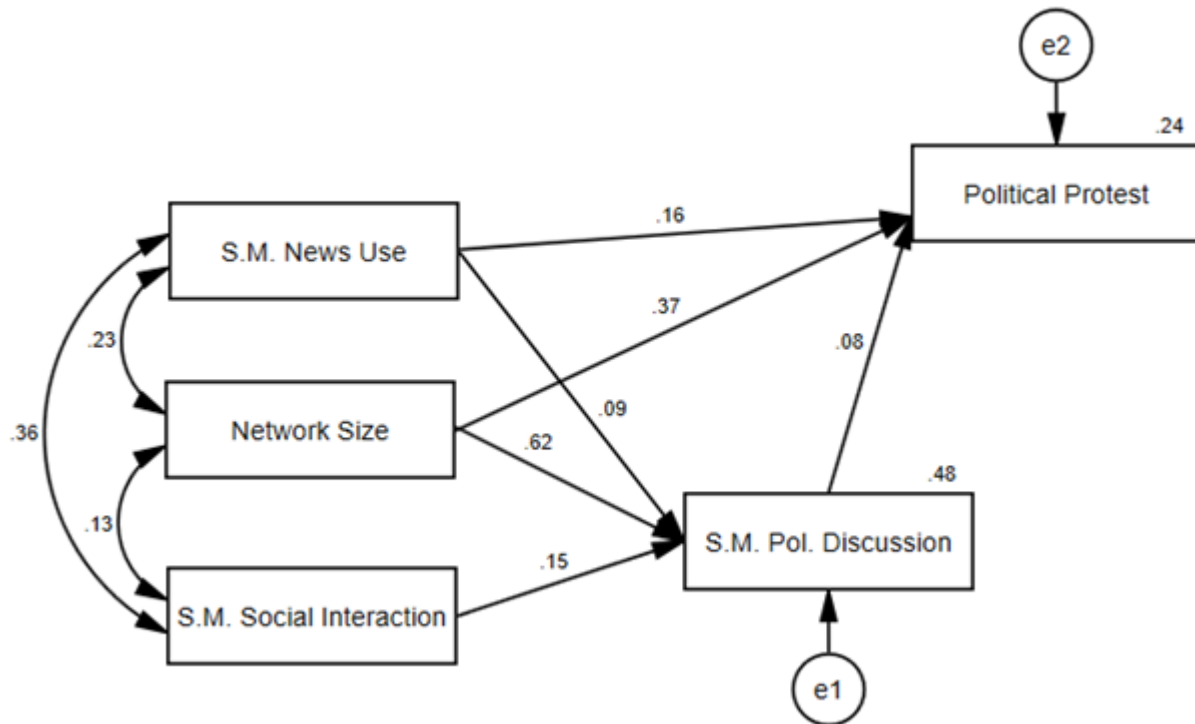 e2
.24
Political Protest
.16
S.M. News Use
.37
.23
.08
.09
Network Size
.36
.62
.48
.13
S.M. Pol. Discussion
.15
S.M. Social Interaction
e1